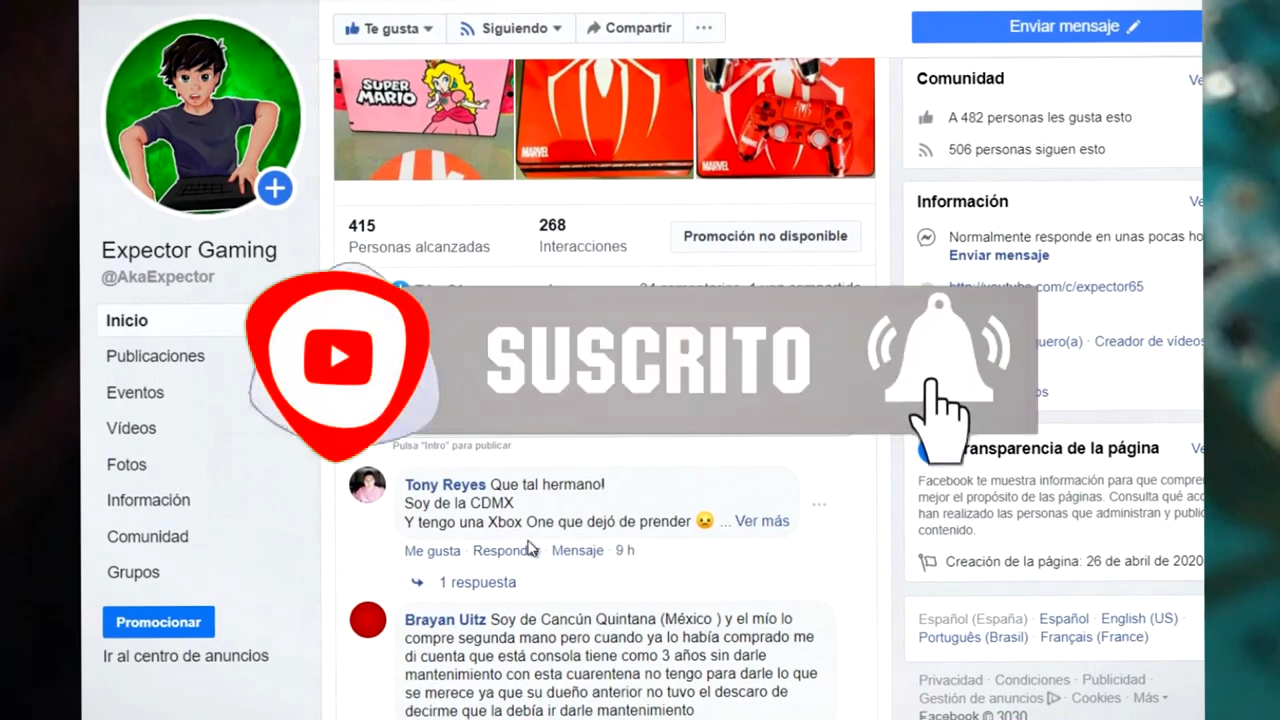 Te gusta
Siguiendo
Compartir
Enviar mensaje
SUPER
MARIO
MARVEL
MARVEL
Comunidad
A 482 personas les gusta esto
506 personas siguen esto
415
Personas alcanzadas
268
Interacciones
Promoción no disponible
Información
Normalmente responde en unas pocas
Enviar mensaje
http://youtube.com/c/expector65
Expector Gaming
@AkaExpector
Inicio
Publicaciones
Eventos
Vídeos
Fotos
Información
Comunidad
Grupos
Promocionar
Ir al centro de anuncios
SUSCRITO
· Creador de vídeos
Pulsa "Intro" para publicar
Tony Reyes Que tal hermano!
Soy de la CDMX
Y tengo una Xbox One que dejó de prender ... Ver más
Me gusta · Responder · Mensaje · 9 h
1 respuesta
Brayan Uitz Soy de Cancún Quintana (México ) y el mío lo
compre segunda mano pero cuando ya lo había comprado me
di cuenta que está consola tiene como 3 años sin darle
mantenimiento con esta cuarentena no tengo para darle lo que
se merece ya que su dueño anterior no tuvo el descaro de
decirme que la debía ir darle mantenimiento
ransparencia de la página
Facebook te muestra información para que
mejor el propósito de las páginas. Consulta qué
han realizado las personas que administran y
contenido.
Creación de la página: 26 de abril de 2020
Español (España) · Español · English (US) ·
Português (Brasil) · Français (France)
Privacidad · Condiciones · Publicidad ·
Gestión de anuncios · Cookies · Más
Facebook ©